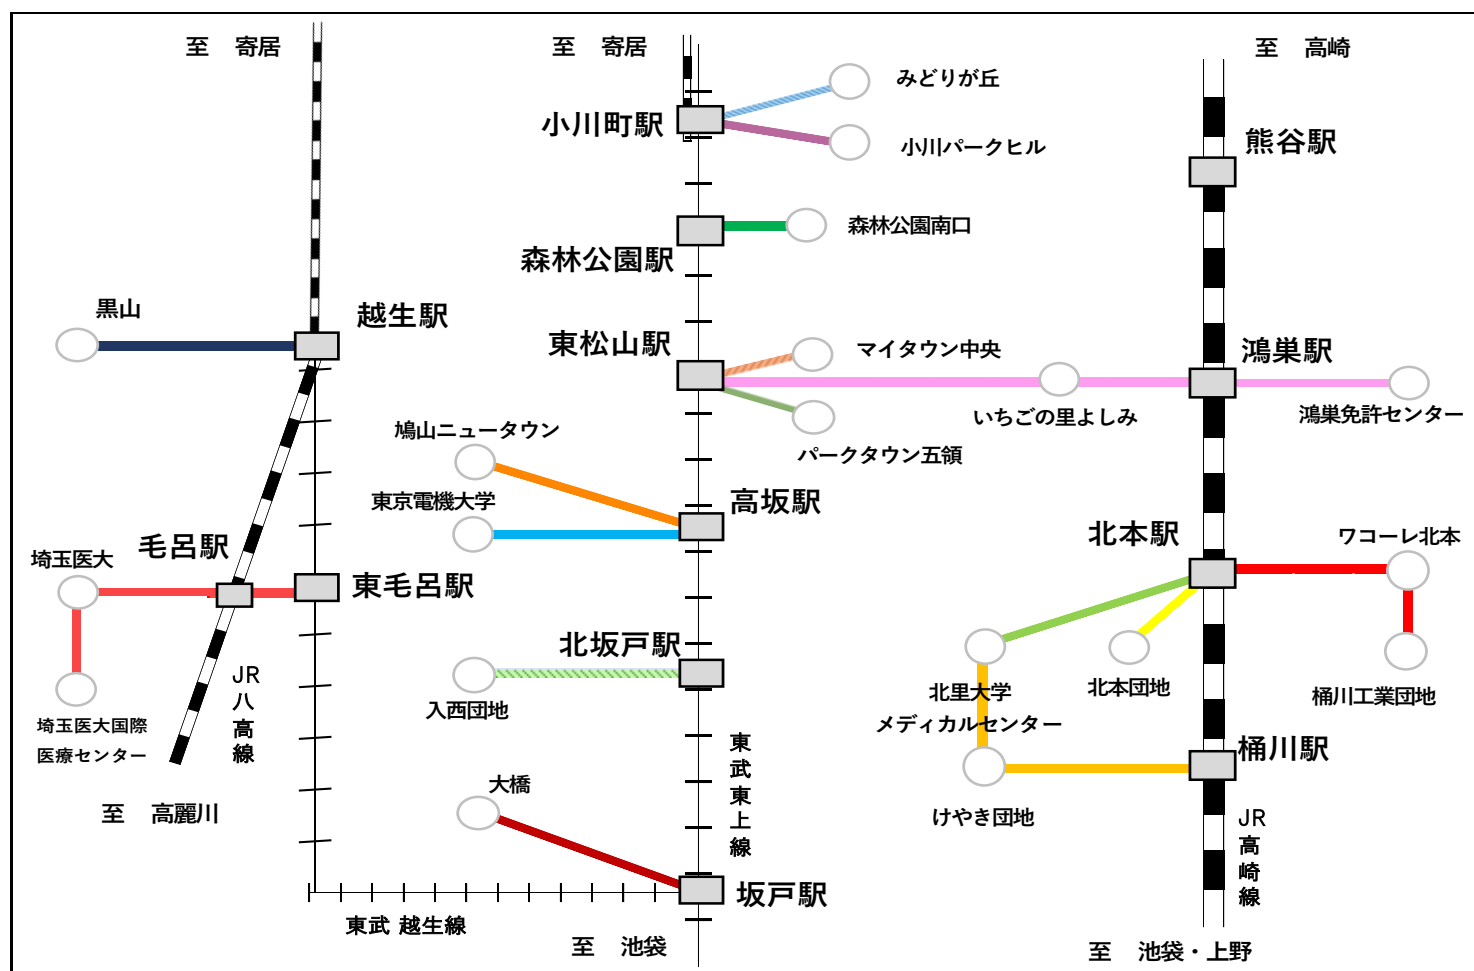 至 寄居
至 寄居
至 高崎
みどりが丘
小川町駅
小川パークヒル
熊谷駅
森林公園南口
森林公園駅
黒山
越生駅
東松山駅
マイタウン中央
鴻巣駅
いちごの里よしみ
鴻巣免許センター
鳩山ニュータウン
パークタウン五領
東京電機大学
高坂駅
毛呂駅
北本駅
ワコーレ北本
埼玉医大
東毛呂駅
北坂戸駅
JR八高線
北里大学
メディカルセンター
北本団地
桶川工業団地
入西団地
埼玉医大国際
医療センター
東武東上線
桶川駅
大橋
至 高麗川
けやき団地
JR高崎線
坂戸駅
東武 越生線
至 池袋
至 池袋・上野